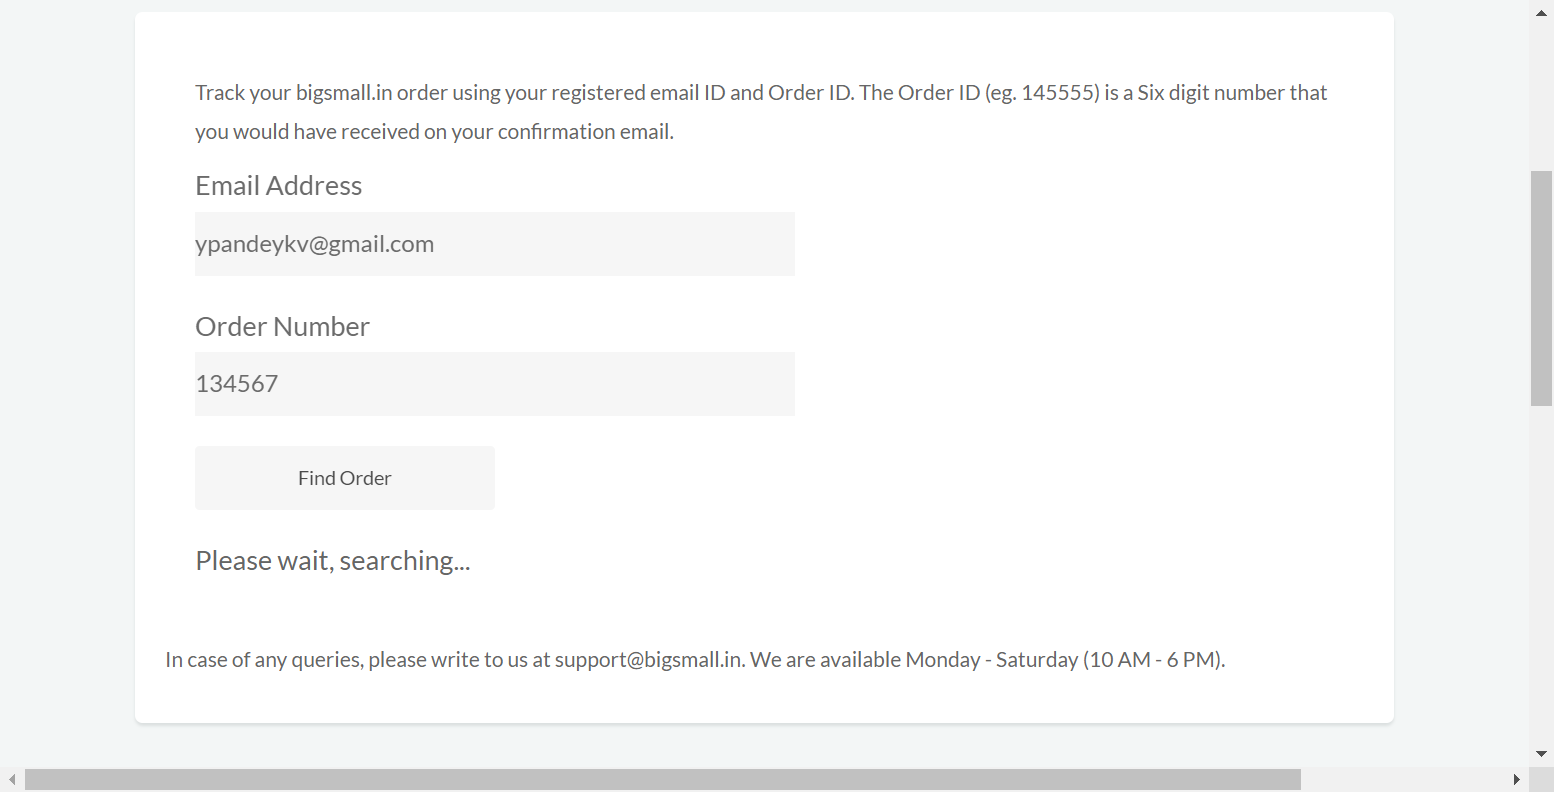 Track your bigsmall.in order using your registered email ID and Order ID. The Order ID (eg. 145555) is a Six digit number that
you would have received on your confirmation email.
Email Address
ypandeykv@gmail.com
Order Number
134567
Find Order
Please wait, searching...
In case of any queries, please write to us at support@bigsmall.in. We are available Monday - Saturday (10 AM - 6 PM).